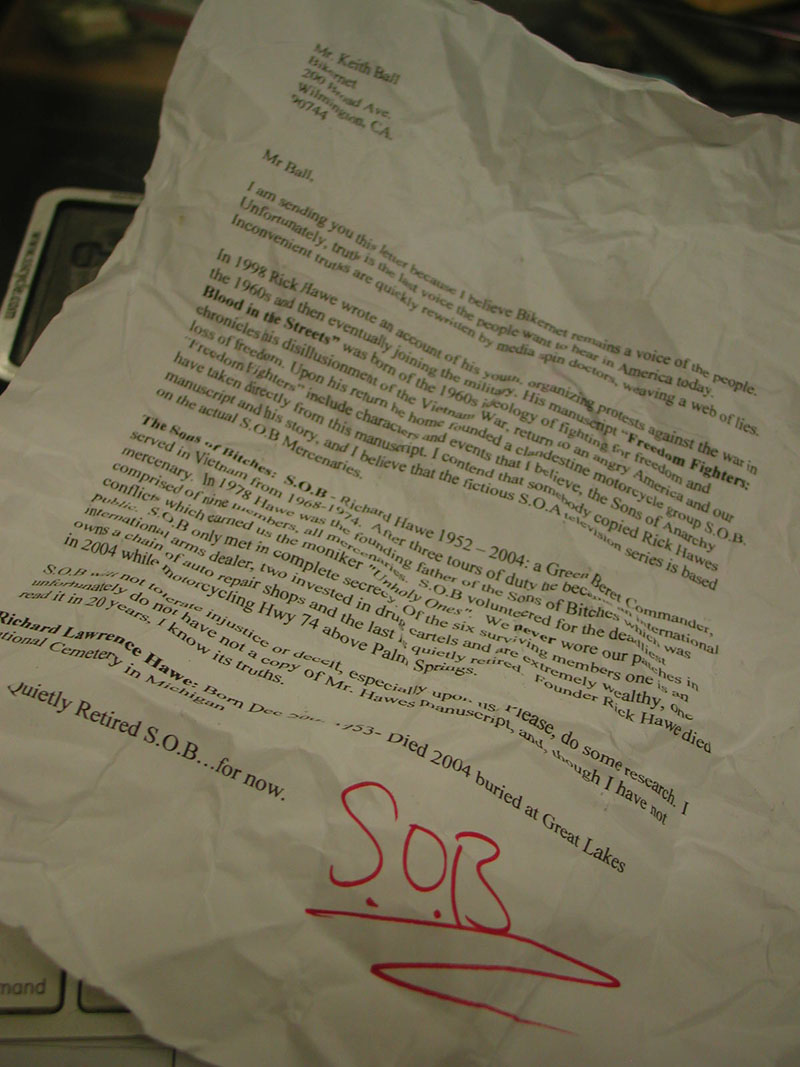 Mr. Keith Ball
Bikernet
200 Broad Ave.
Wilmington, CA.
90744
Mr Ball,
I am sending you this letter because I believe Bikernet remains a voice of the people.
Unfortunately, truth is the last voice the people want to hear in America today.
Inconvenient truths are quickly rewritten by media spin doctors, weaving a web of lies.
In 1998 Rick Hawe wrote an account of his youth, organizing protests against the war in
the 1960s and then eventually joining the military. His manuscript "Freedom Fighters:
Blood in the Streets" was born of the 1960s ideology of fighting for freedom and
chronicles his disillusionment of the Vietnam War, return to an angry America and our
loss of freedom. Upon his return he home founded a clandestine motorcycle group S.O.B.
"Freedom Fighters" include characters and events that I believe, the Sons of Anarchy
have taken directly from this manuscript. I contend that somebody copied Rick Hawes
manuscript and his story, and I believe that the fictious S.O.A television series is based
on the actual S.O.B Mercenaries.
The Sons of Bitches: S.O.B - Richard Hawe 1952 – 2004: a Green Beret Commander,
served in Vietnam from 1968-1974. After three tours of duty he became an international
mercenary. In 1978 Hawe was the founding father of the Sons of Bitches which was
comprised of nine members, all mercenaries. S.O.B volunteered for the deadliest
conflicts which earned us the moniker "Unholy Ones". We never wore our patches in
public. S.O.B only met in complete secrecy. Of the six surviving members one is an
international arms dealer, two invested in drug cartels and are extremely wealthy, one
owns a chain of auto repair shops and the last is quietly retired. Founder Rick Hawe died
in 2004 while motorcycling Hwy 74 above Palm Springs.
S.O.B will not tolerate injustice or deceit, especially upon us. Please, do some research. I
unfortunately do not have not a copy of Mr. Hawes manuscript, and, though I have not
read it in 20 years, I know its truths.
Richard Lawrence Hawe: Born Dec 1953- Died 2004 buried at Great Lakes
National Cemetery in Michigan
Quietly Retired S.O.B...for now.
S.O.B
www.cycle.com
mand